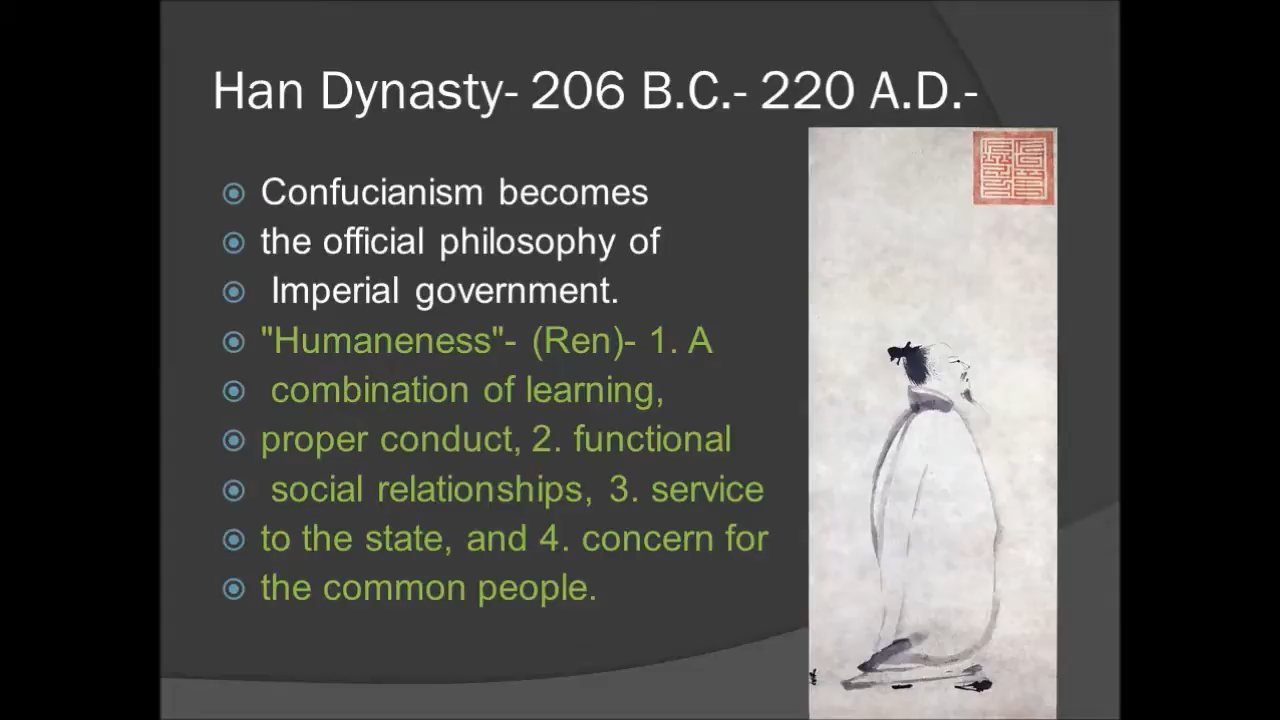 Han Dynasty- 206 B.C.- 220 A.D.-
Confucianism becomes
the official philosophy of
Imperial government.
"Humaneness"- (Ren)- 1. A
combination of learning,
proper conduct, 2. functional
social relationships, 3. service
to the state, and 4. concern for
the common people.